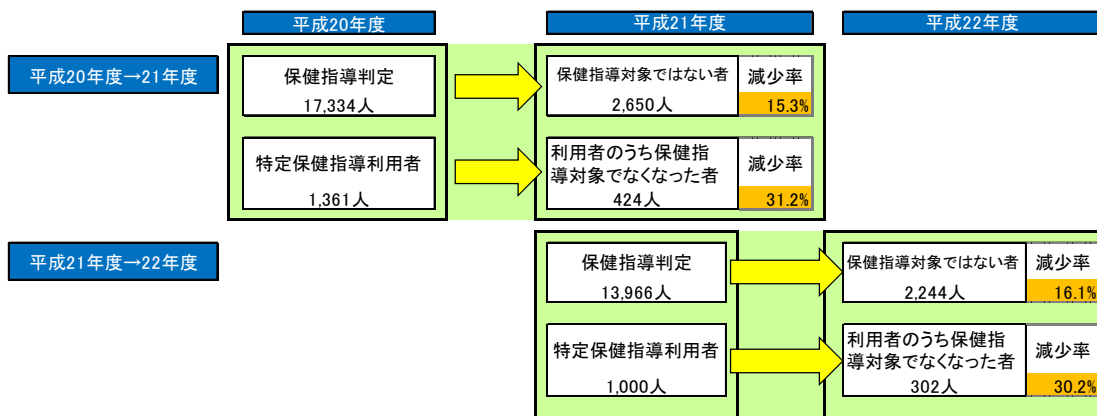 平成20年度
平成21年度
平成22年度
平成20年度→21年度
保健指導判定
17,334人
保健指導対象ではない者
2,650人
減少率
15.3%
特定保健指導利用者
1,361人
利用者のうち保健指
導対象でなくなった者
424人
減少率
31.2%
平成21年度→22年度
保健指導判定
13,966人
保健指導対象ではない者
2,244人
減少率
16.1%
特定保健指導利用者
1,000人
利用者のうち保健指
導対象でなくなった者
302人
減少率
30.2%